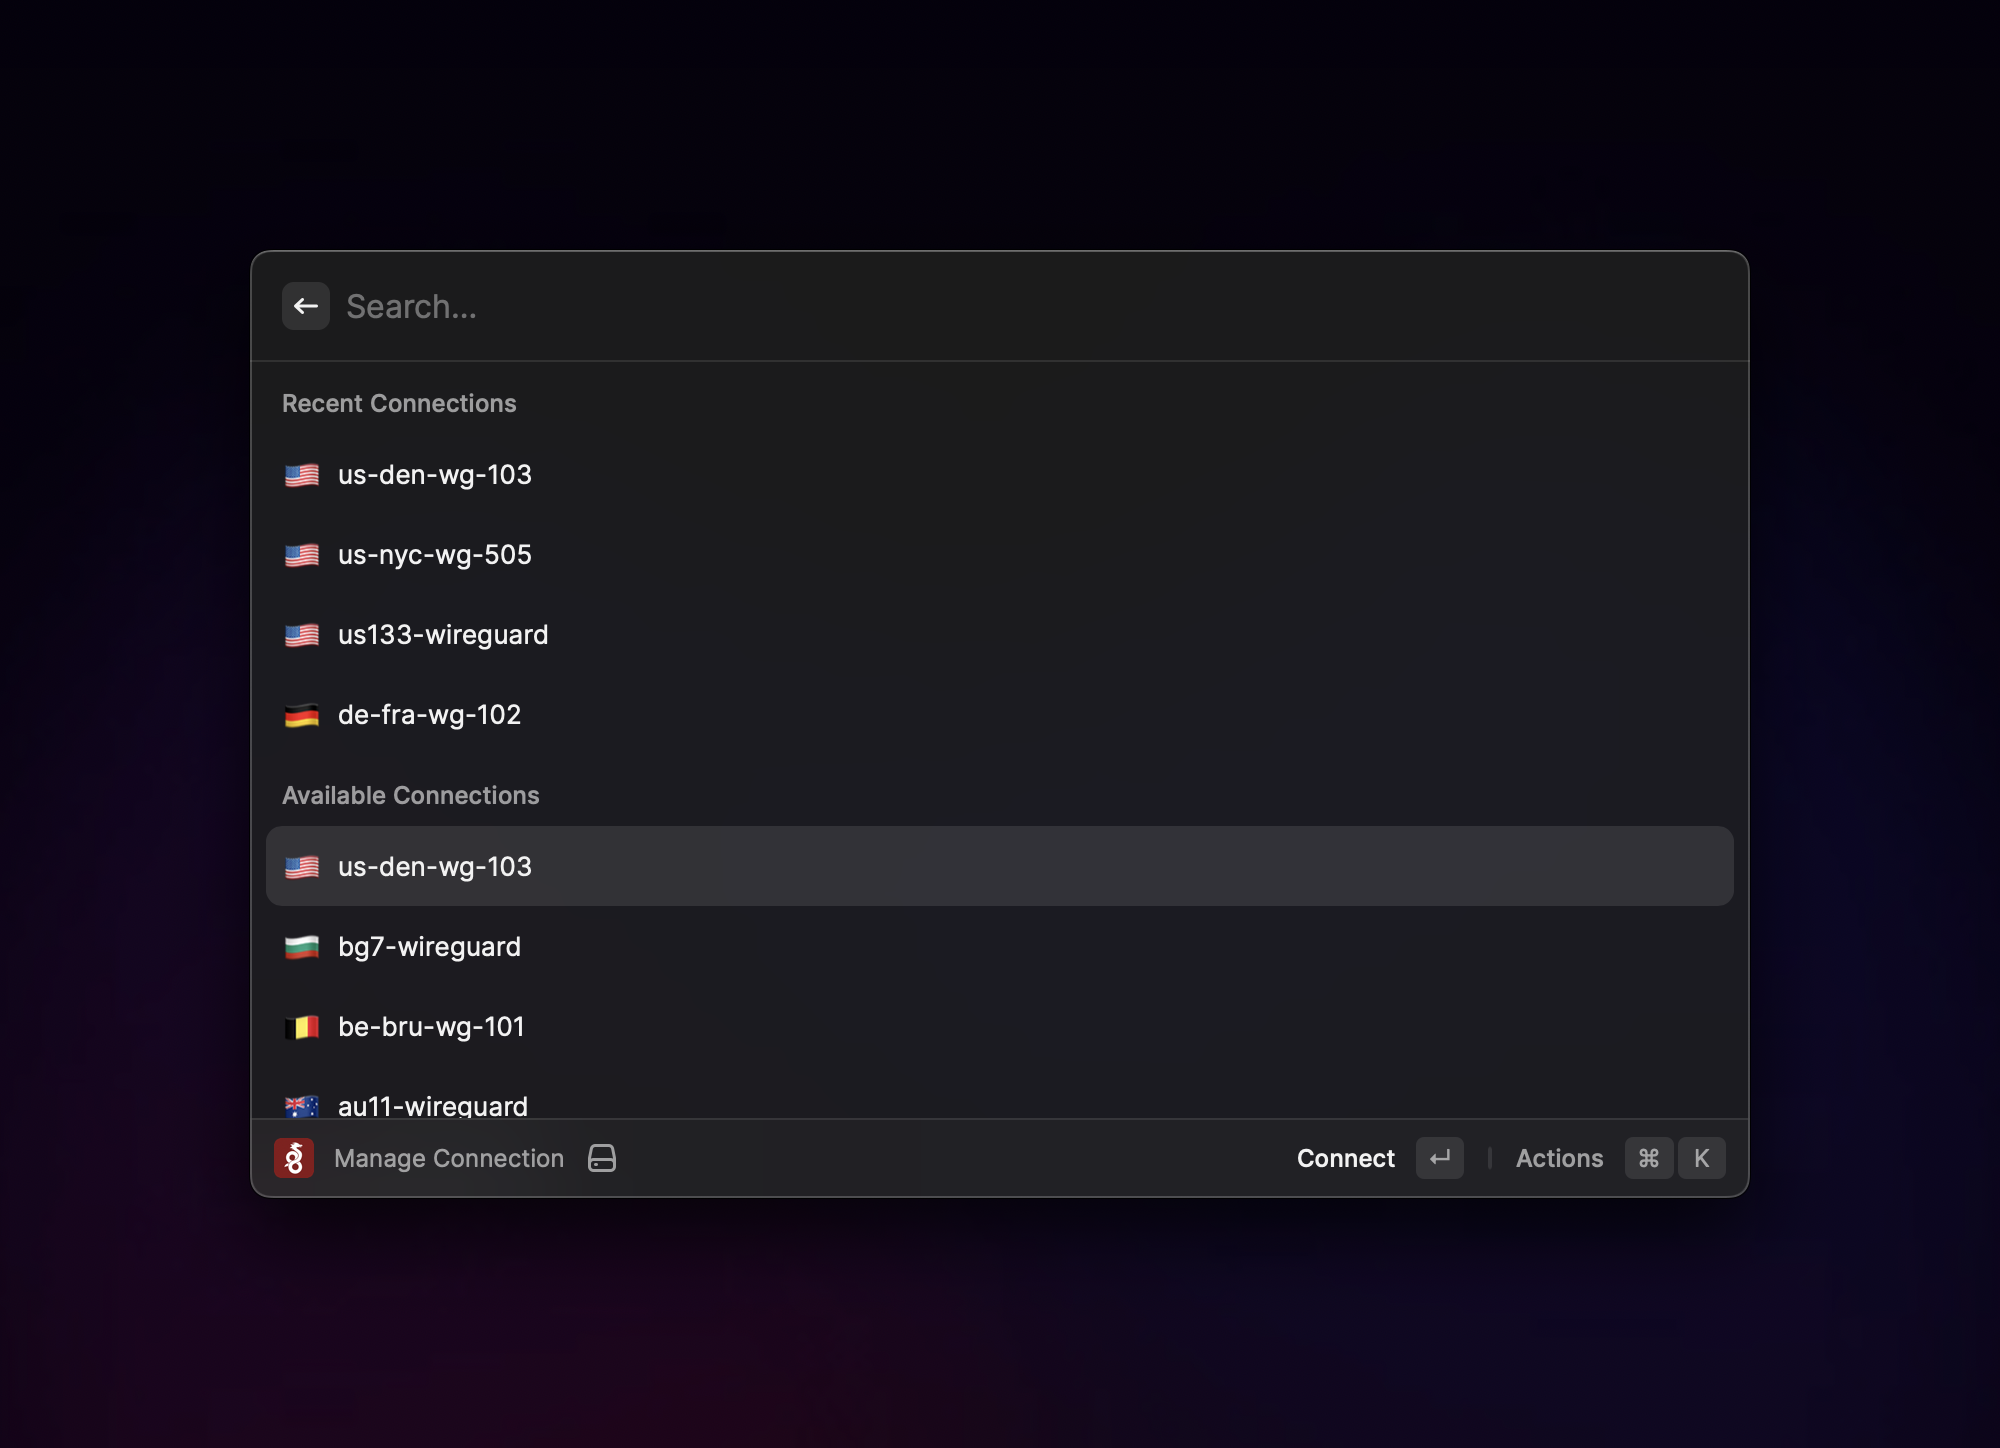 Search...
Recent Connections
us-den-wg-103
us-nyc-wg-505
us133-wireguard
de-fra-wg-102
Available Connections
us-den-wg-103
bg7-wireguard
be-bru-wg-101
au11-wireguard
Manage Connection Connect ↵ Actions ⌘ K